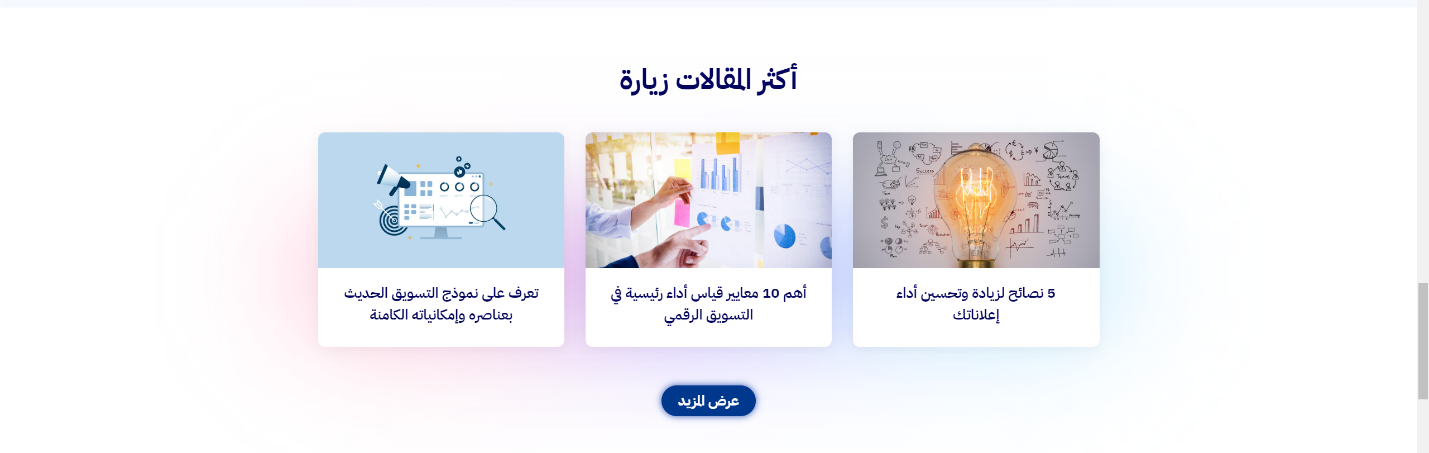 أكثر المقالات زيارة
5 نصائح لزيادة وتحسين أداء
إعلاناتك
أهم 10 معايير قياس أداء رئيسية في
التسويق الرقمي
تعرف على نموذج التسويق الحديث
بعناصره وإمكانياته الكامنة
عرض المزيد